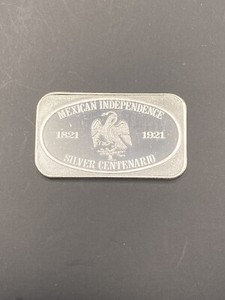 MEXICAN INDEPENDENCE
1821 1921
SILVER CENTENARIO